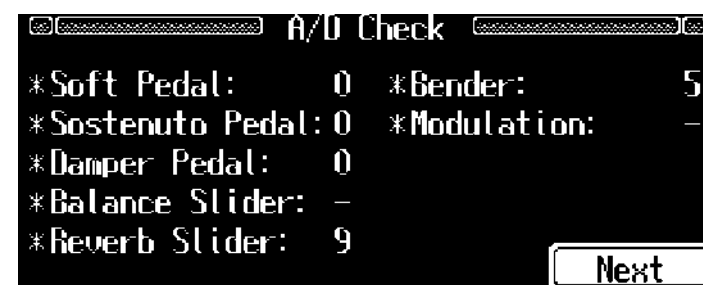 A/D Check
*Soft Pedal: 0 *Bender: 5
*Sostenuto Pedal: 0 *Modulation: -
*Damper Pedal: 0
*Balance Slider: -
*Reverb Slider: 9
Next